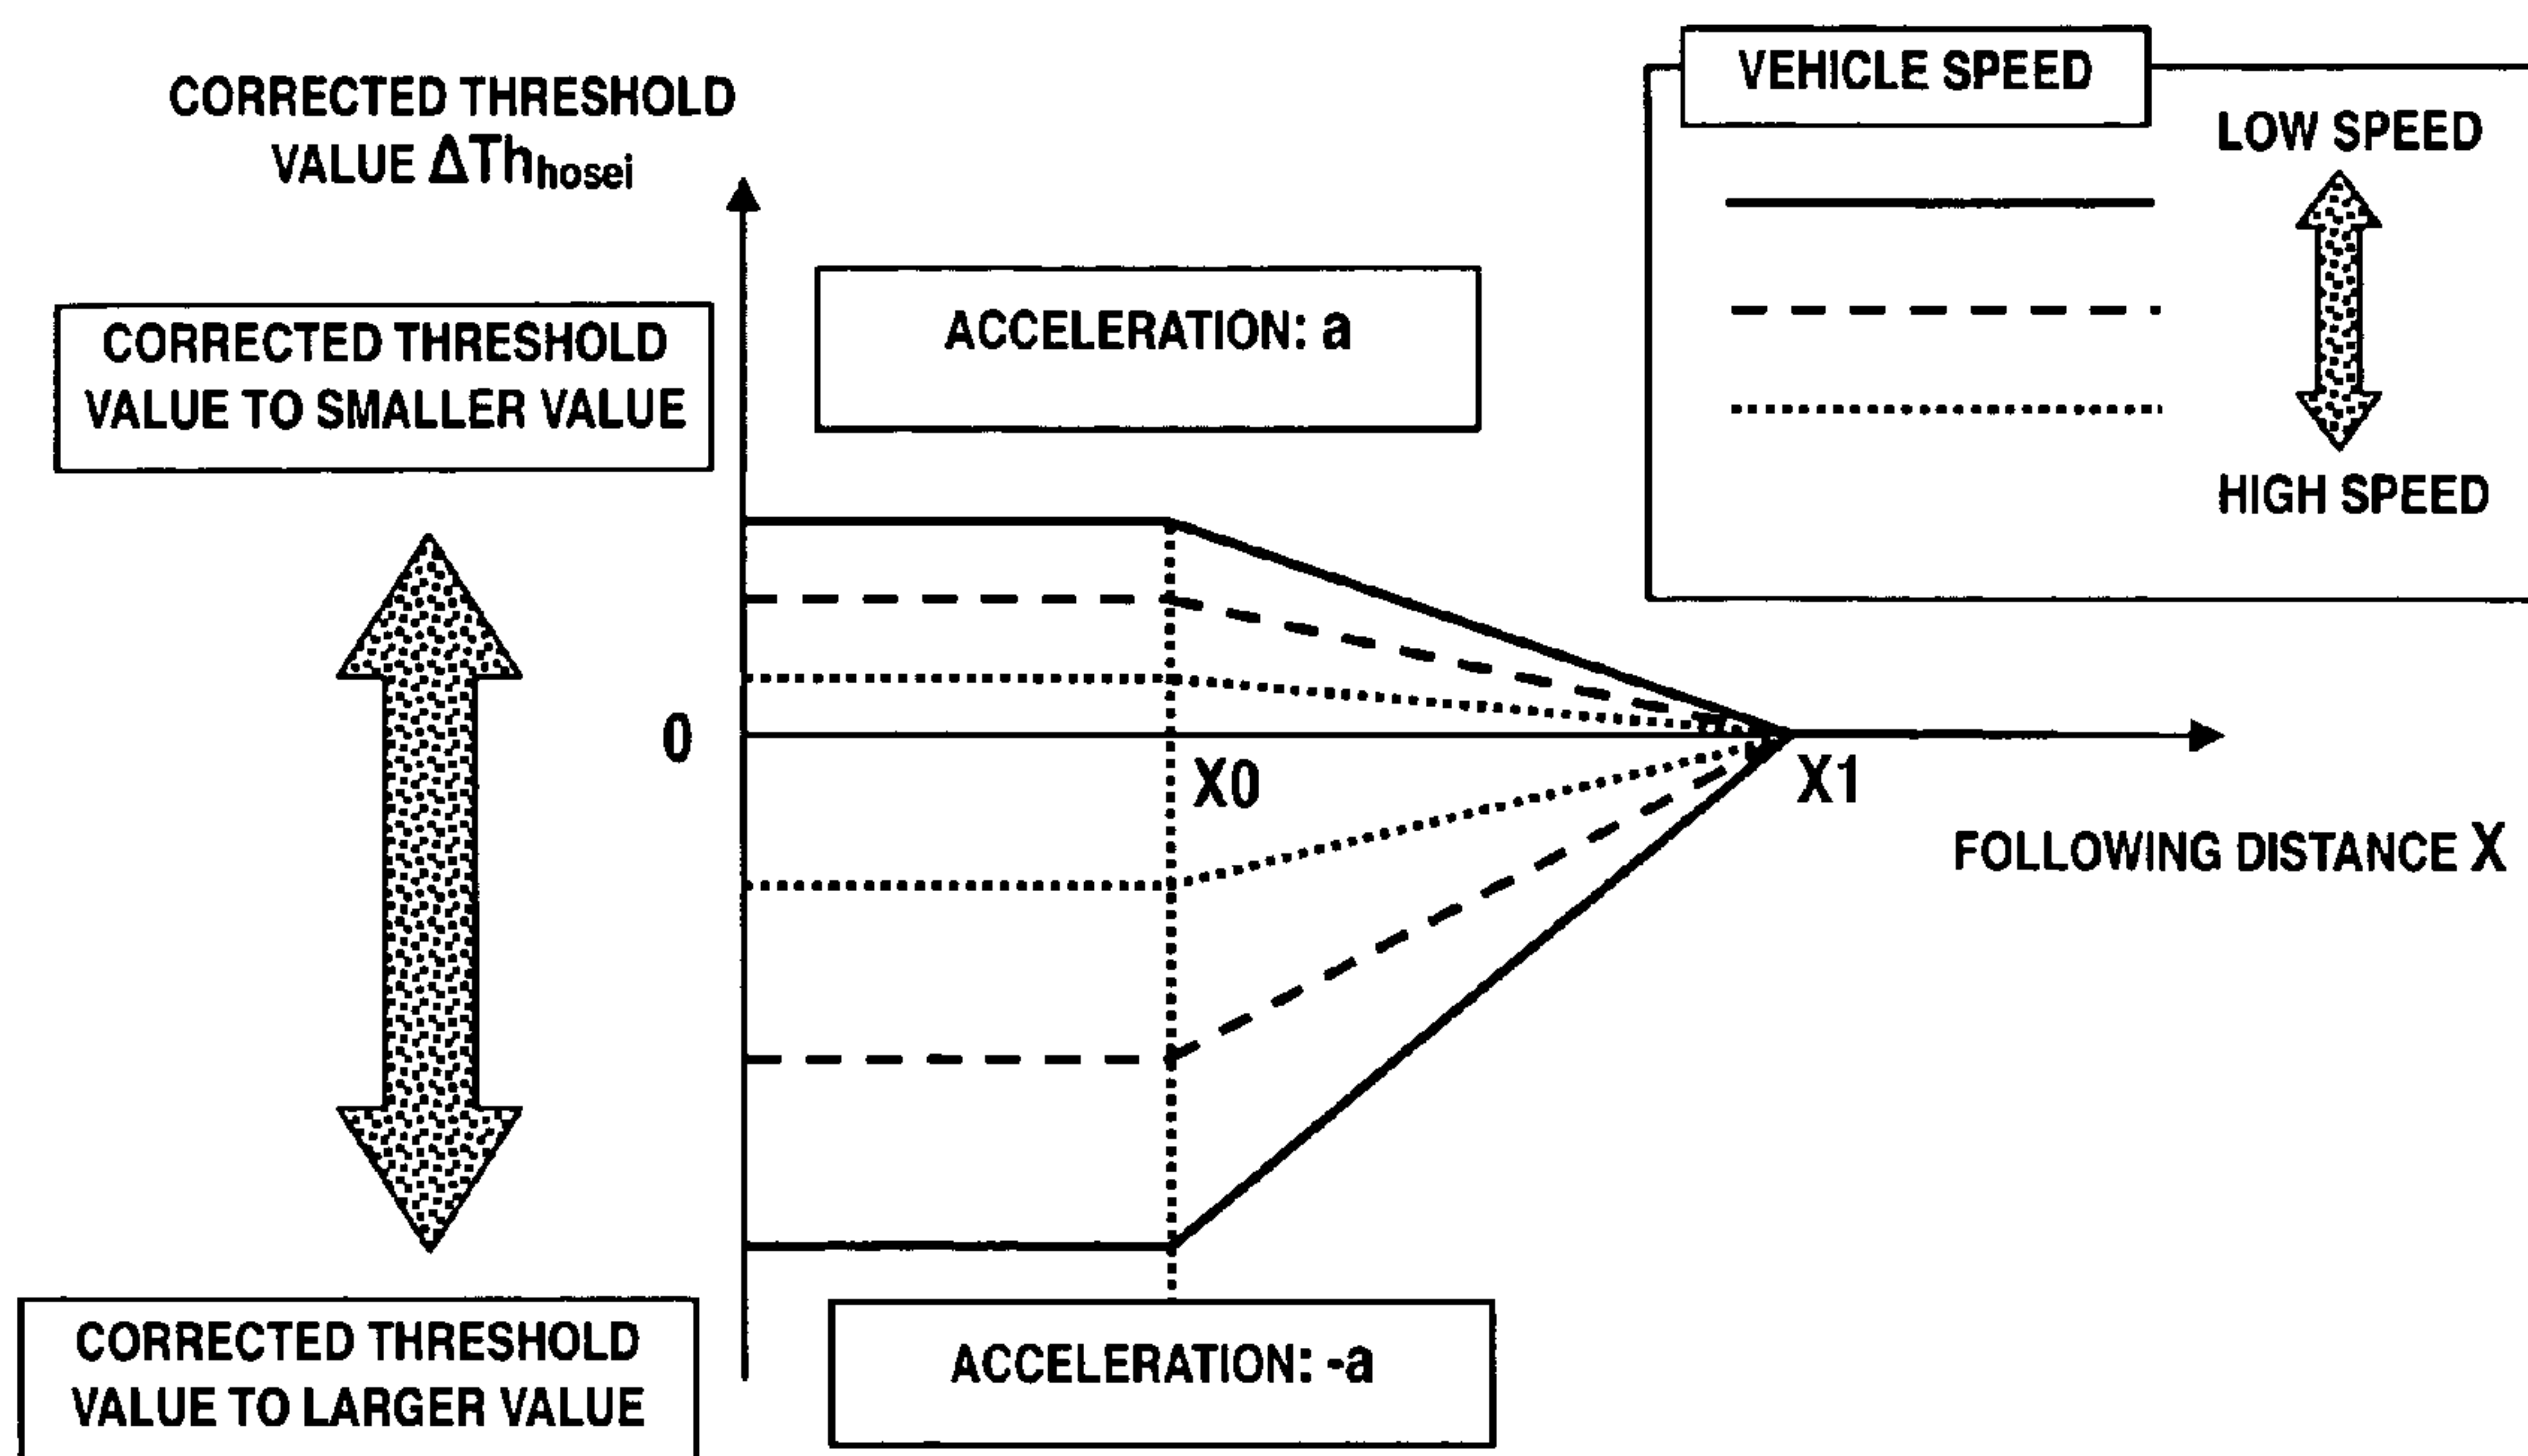 CORRECTED THRESHOLD
VALUE ΔThhosei
VEHICLE SPEED
LOW SPEED
HIGH SPEED
ACCELERATION: a
CORRECTED THRESHOLD
VALUE TO SMALLER VALUE
0
X0
X1
FOLLOWING DISTANCE X
CORRECTED THRESHOLD
VALUE TO LARGER VALUE
ACCELERATION: -a